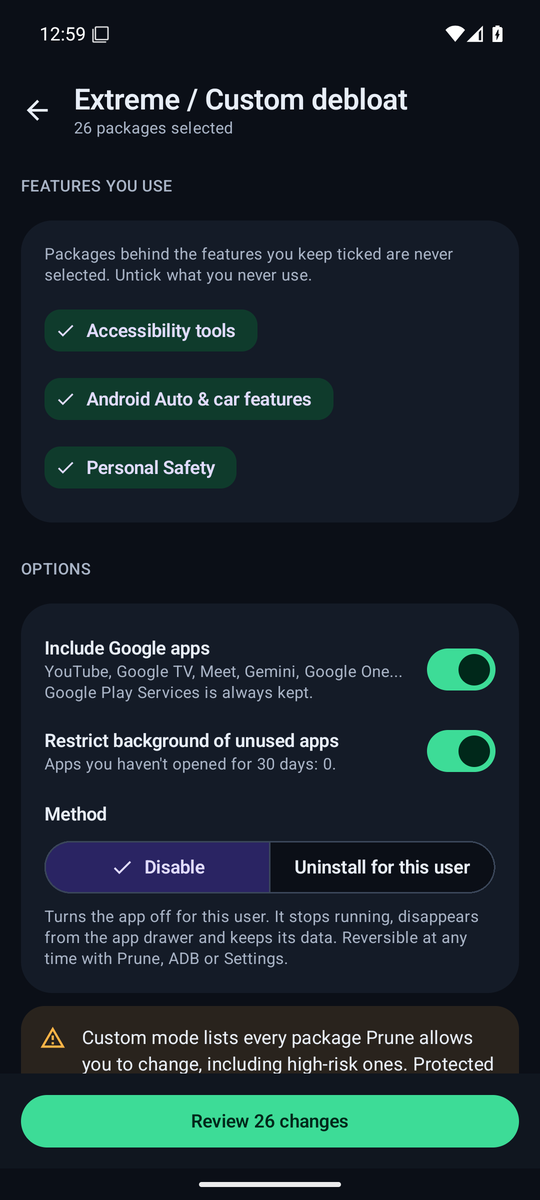 12:59
Extreme / Custom debloat
26 packages selected
FEATURES YOU USE
Packages behind the features you keep ticked are never
selected. Untick what you never use.
Accessibility tools
Android Auto & car features
Personal Safety
OPTIONS
Include Google apps
YouTube, Google TV, Meet, Gemini, Google One...
Google Play Services is always kept.
Restrict background of unused apps
Apps you haven't opened for 30 days: 0.
Method
Disable
Uninstall for this user
Turns the app off for this user. It stops running, disappears
from the app drawer and keeps its data. Reversible at any
time with Prune, ADB or Settings.
Custom mode lists every package Prune allows
you to change, including high-risk ones. Protected
Review 26 changes